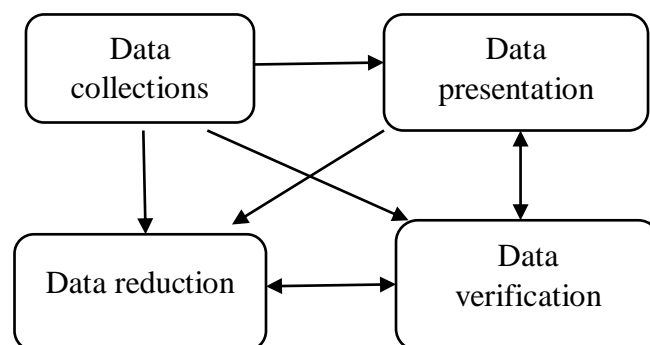 Data
collections
Data
presentation
Data reduction
Data
verification